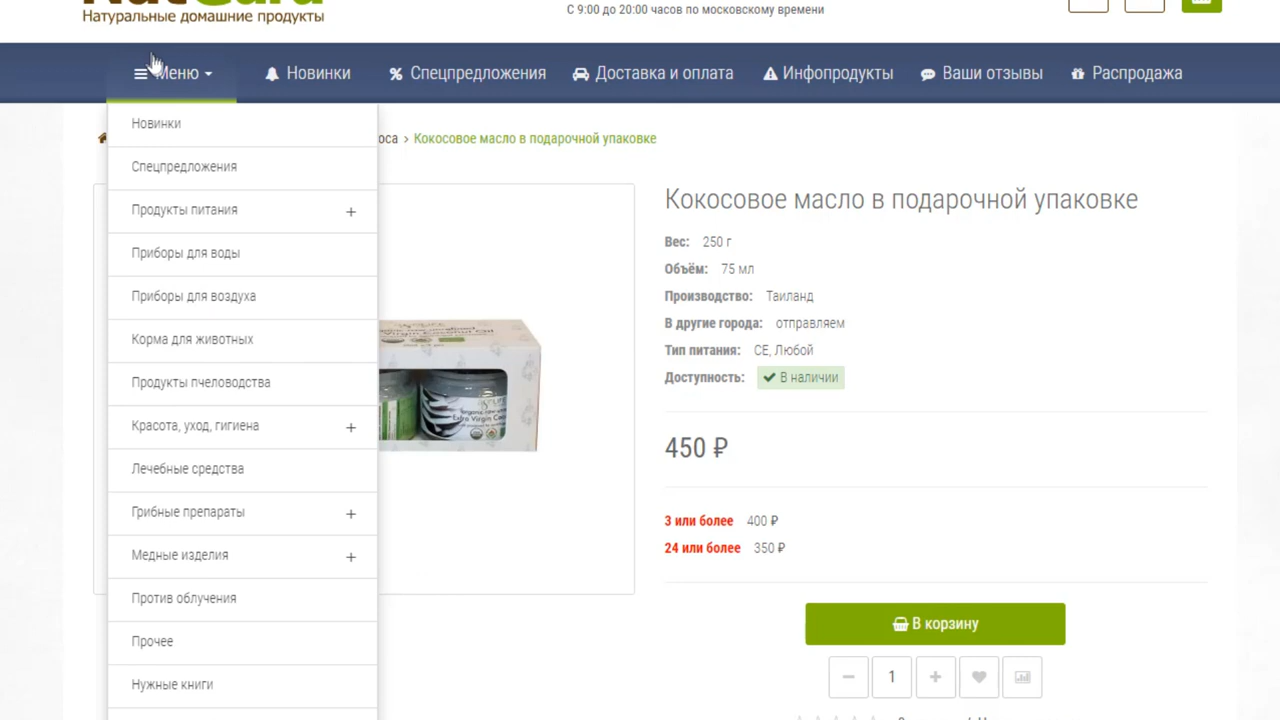 Натуральные домашние продукты
С 9:00 до 20:00 часов по московскому времени
Меню
Новинки
Спецпредложения
Доставка и оплата
Инфопродукты
Ваши отзывы
Распродажа
Новинки
Спецпредложения
Продукты питания +
Приборы для воды
Приборы для воздуха
Корма для животных
Продукты пчеловодства
Красота, уход, гигиена +
Лечебные средства
Грибные препараты +
Медные изделия +
Против облучения
Прочее
Нужные книги
оса > Кокосовое масло в подарочной упаковке
Кокосовое масло в подарочной упаковке
Вес: 250 г
Объём: 75 мл
Производство: Таиланд
В другие города: отправляем
Тип питания: СЕ, Любой
Доступность: В наличии
450 ₽
3 или более 400 ₽
24 или более 350 ₽
В корзину
− 1 +